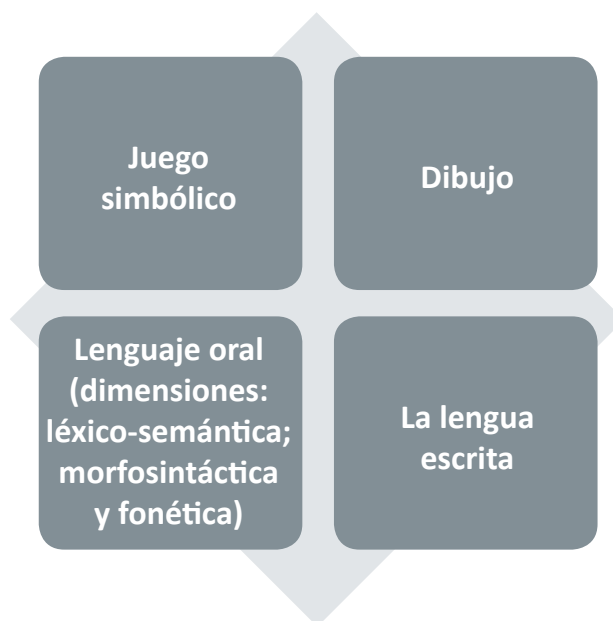 Juego
simbólico
Dibujo
Lenguaje oral
(dimensiones:
léxico-semántica;
morfosintáctica
y fonética)
La lengua
escrita